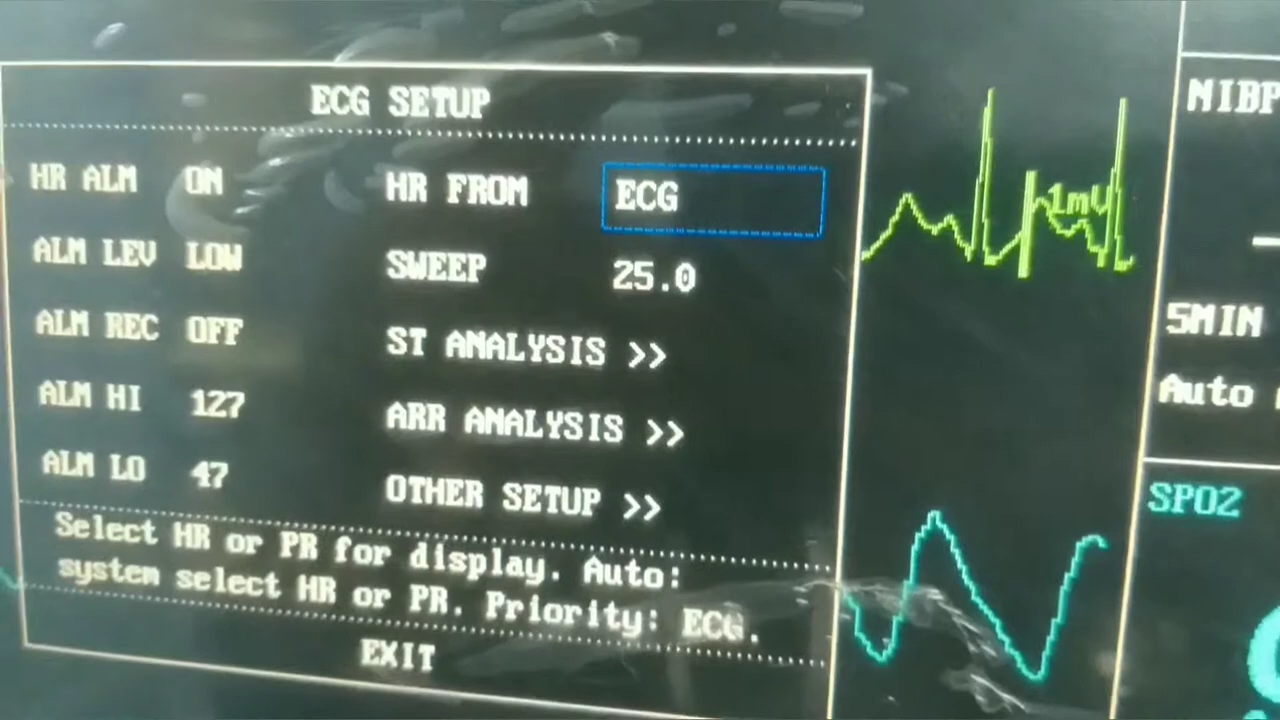 ECG SETUP
HR ALM ON HR FROM ECG
ALM LEV LOW SWEEP 25.0
ALM REC OFF ST ANALYSIS >>
ALM HI 127 ARR ANALYSIS >>
ALM LO 47 OTHER SETUP >>
Select HR or PR for display. Auto:
system select HR or PR. Priority: ECG.
EXIT
1mV
NIBP
5MIN
Auto
SPO2